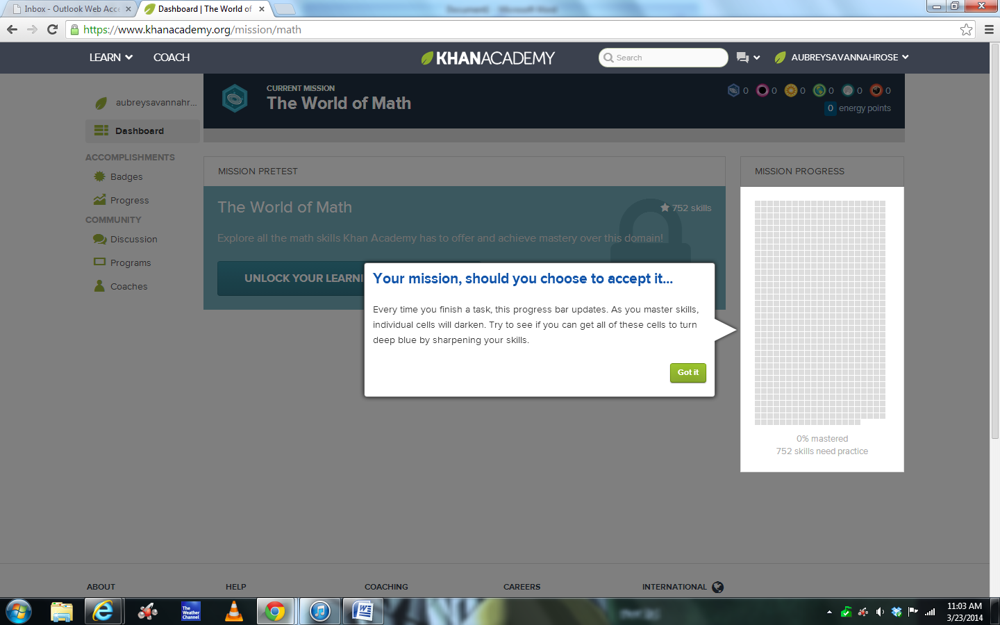 Inbox - Outlook Web Acce
Dashboard | The World of
https://www.khanacademy.org/mission/math
LEARN
COACH
KHANACADEMY
Search
AUBREYSAVANNAHROSE
aubreysavannahr...
Dashboard
ACCOMPLISHMENTS
Badges
Progress
COMMUNITY
Discussion
Programs
Coaches
CURRENT MISSION
The World of Math
0 0 0 0 0 0
0 energy points
MISSION PRETEST
The World of Math
752 skills
Explore all the math skills Khan Academy has to offer and achieve mastery over this domain!
UNLOCK YOUR LEARNI
Your mission, should you choose to accept it...
Every time you finish a task, this progress bar updates. As you master skills,
individual cells will darken. Try to see if you can get all of these cells to turn
deep blue by sharpening your skills.
Got it
MISSION PROGRESS
0% mastered
752 skills need practice
ABOUT
HELP
COACHING
CAREERS
INTERNATIONAL
The
Weather
Channel
11:03 AM
3/23/2014